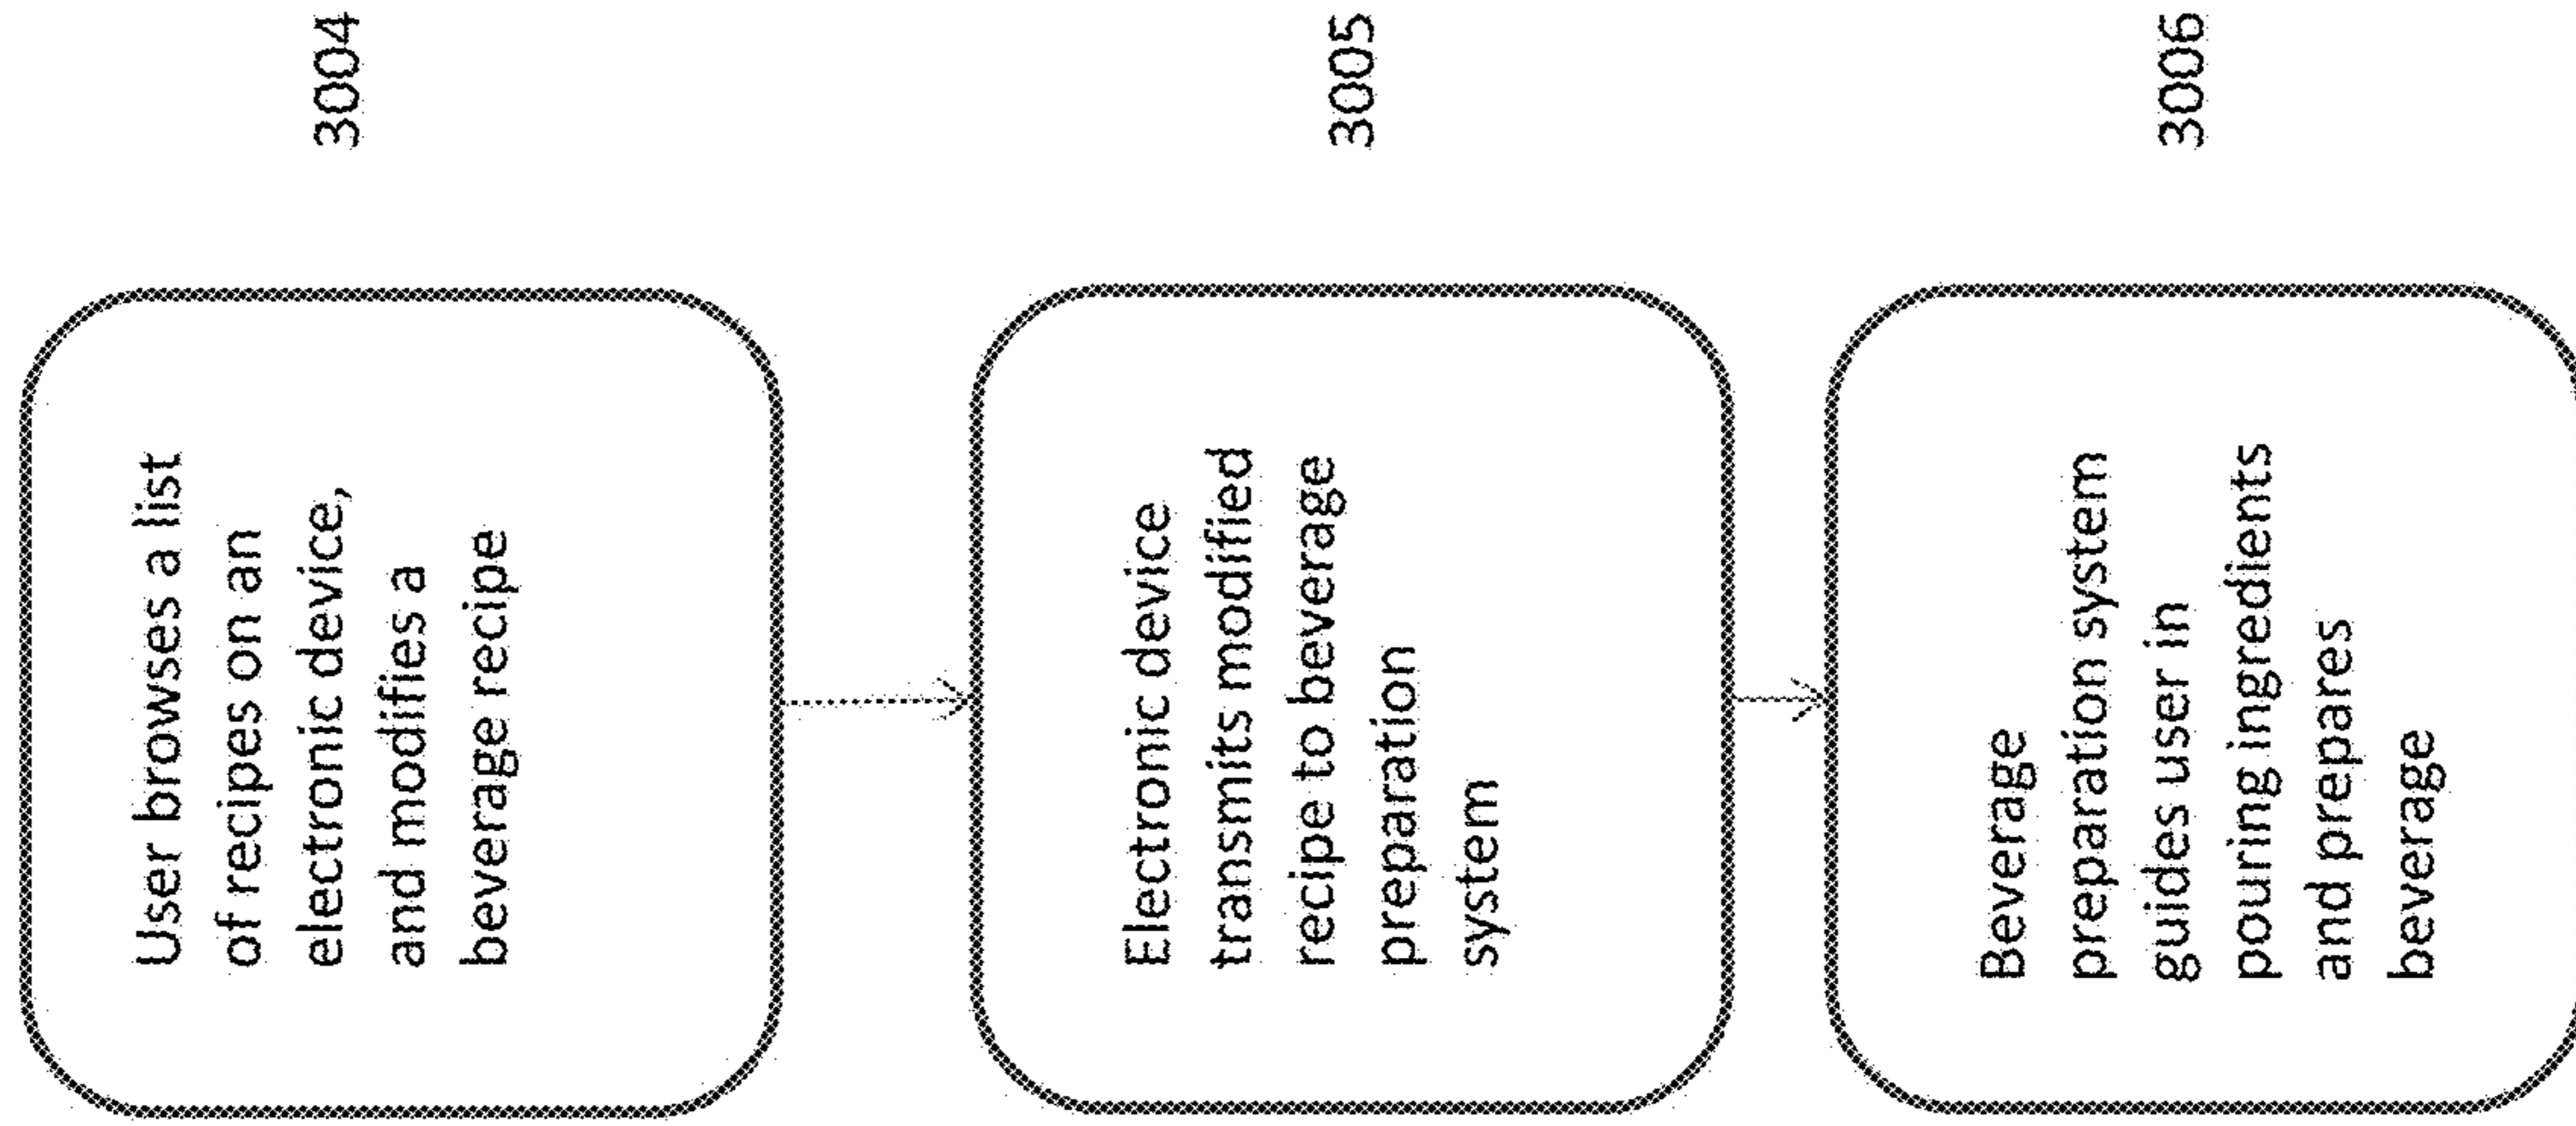 User browses a list
of recipes on an
electronic device,
and modifies a
beverage recipe
3004
Electronic device
transmits modified
recipe to beverage
preparation
system
3005
Beverage
preparation system
guides user in
pouring ingredients
and prepares
beverage
3006